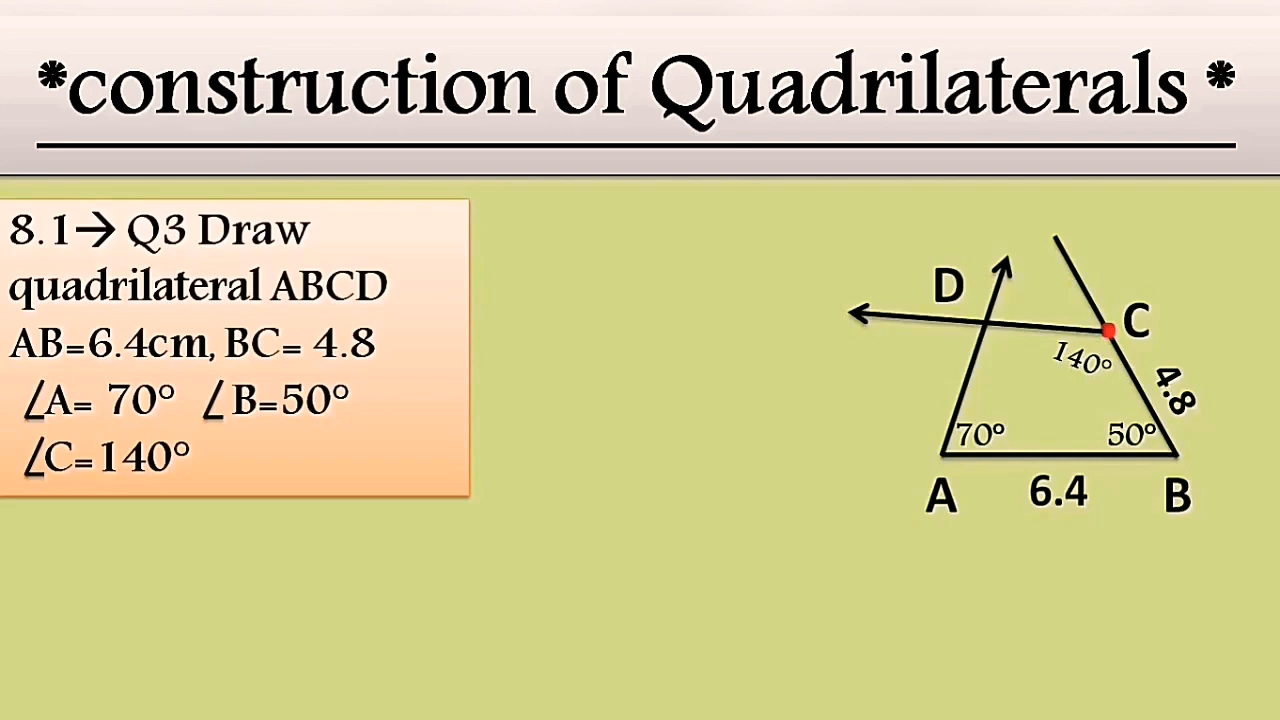 *construction of Quadrilaterals *
8.1→ Q3 Draw
quadrilateral ABCD
AB=6.4cm, BC= 4.8
∠A= 70° ∠B=50°
∠C=140°
D
C
140°
4.8
70°
50°
A
6.4
B